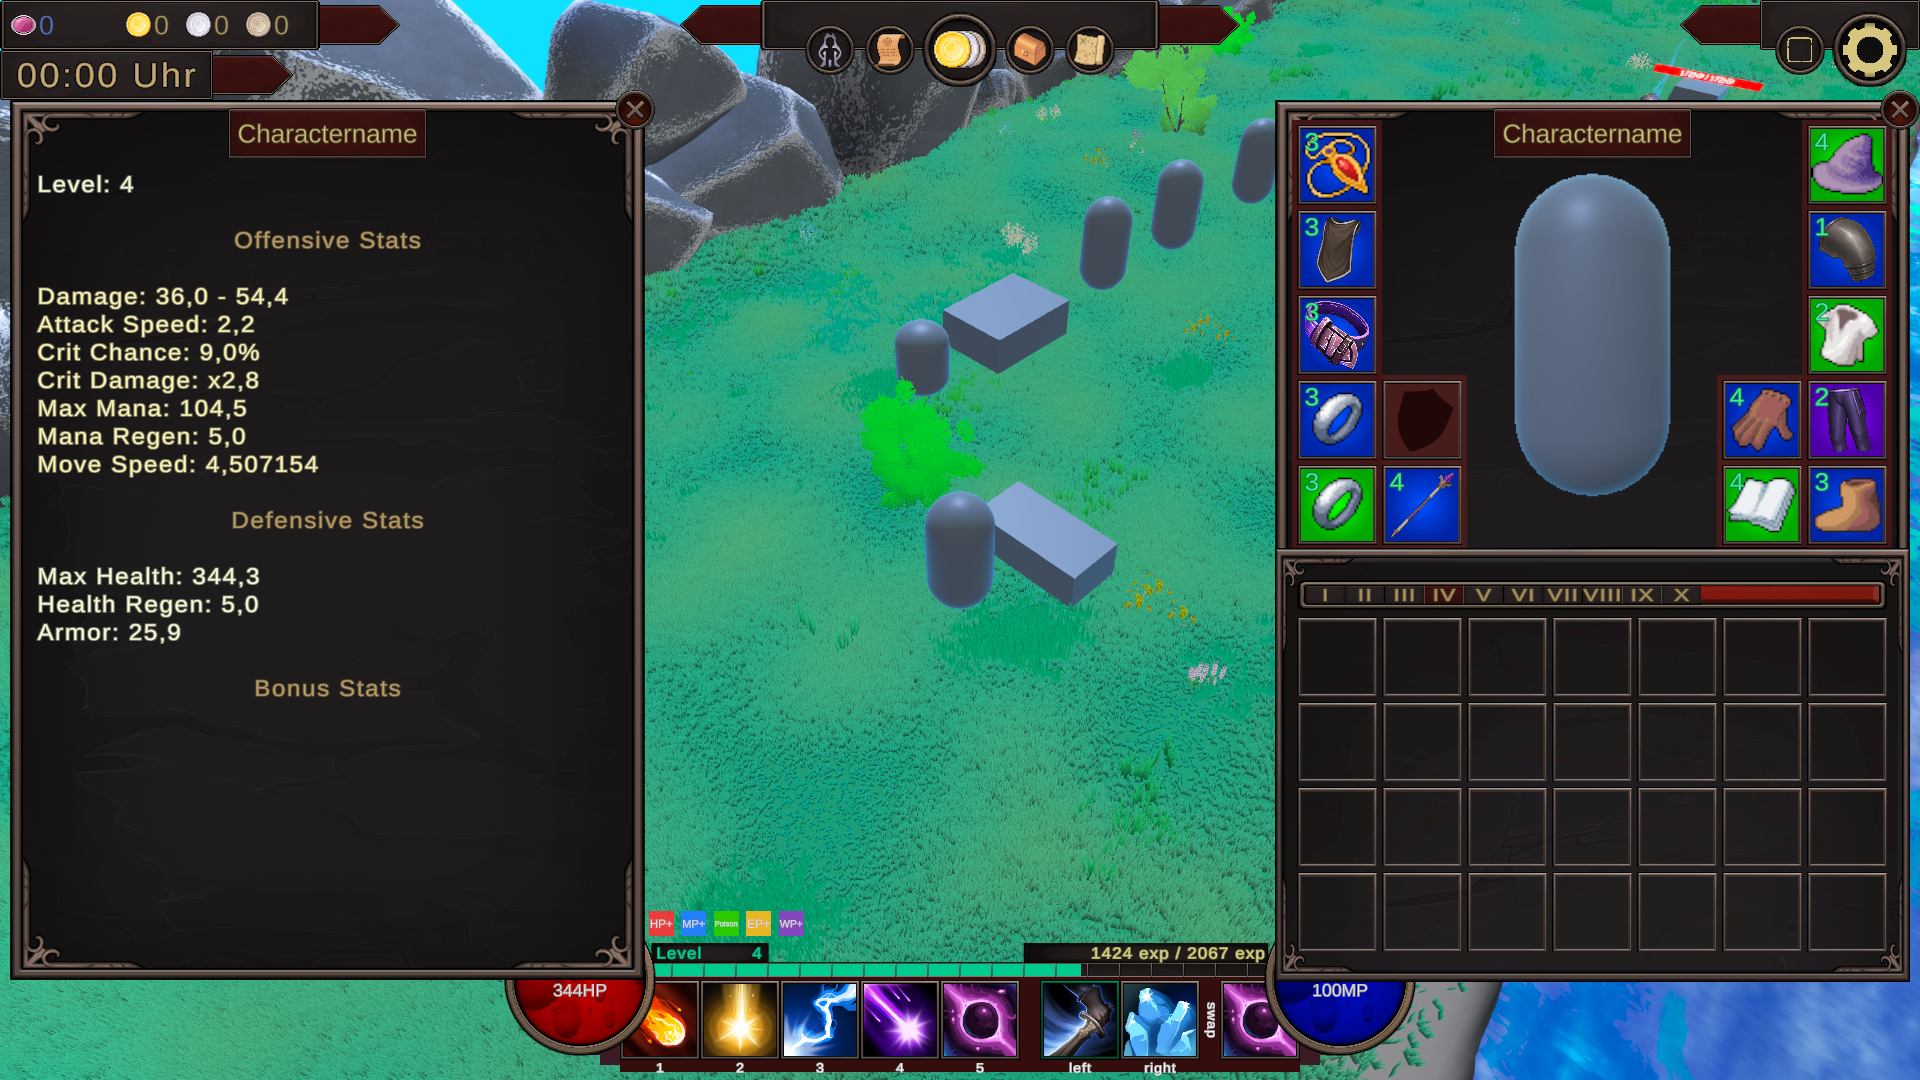 0 0 0 0
00:00 Uhr
172HP / 172HP
Charactername
Level: 4
Offensive Stats
Damage: 36,0 - 54,4
Attack Speed: 2,2
Crit Chance: 9,0%
Crit Damage: x2,8
Max Mana: 104,5
Mana Regen: 5,0
Move Speed: 4,507154
Defensive Stats
Max Health: 344,3
Health Regen: 5,0
Armor: 25,9
Bonus Stats
Charactername
3 4
3 1
3 2
3 4 2
3 4 4 3
I II III IV V VI VII VIII IX X
HP+ MP+ Poison EP+ WP+
Level 4
1424 exp / 2067 exp
344HP
100MP
swap
1 2 3 4 5 left right